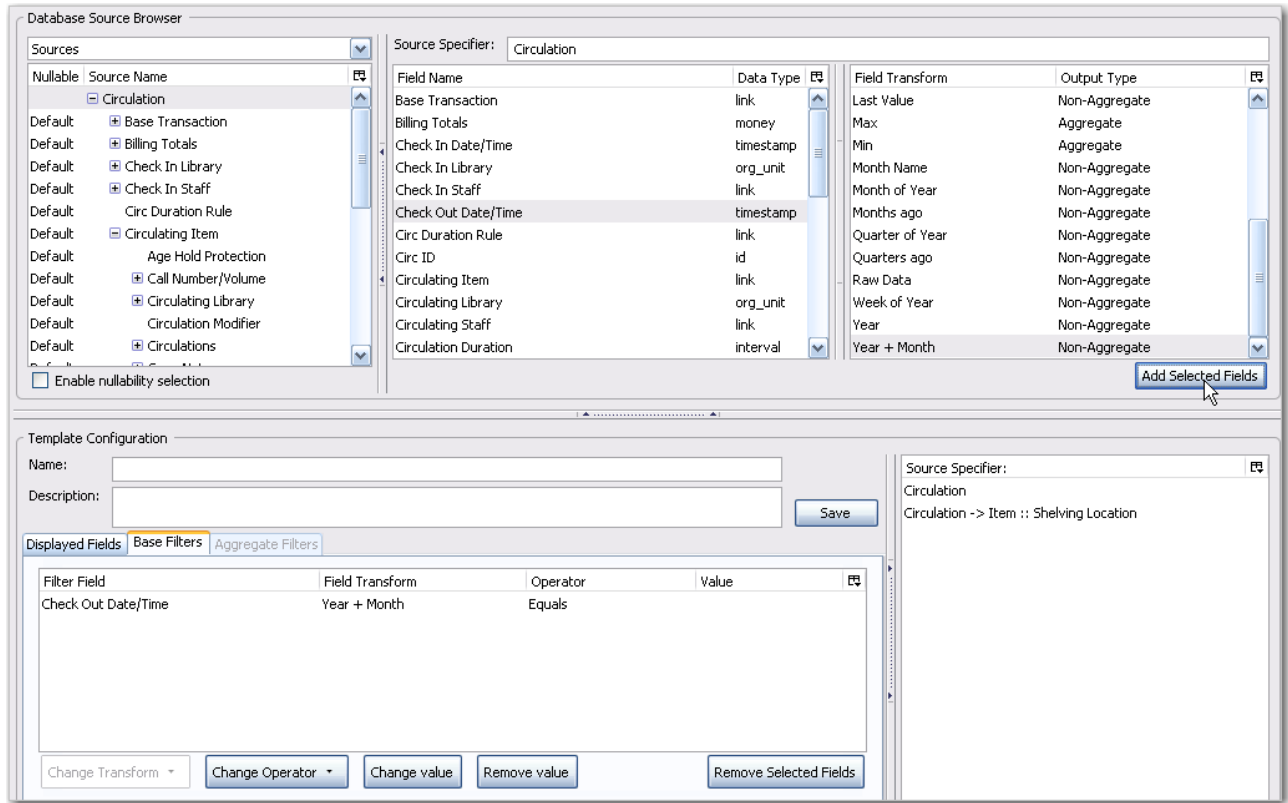 Database Source Browser
Sources
Nullable Source Name
Circulation
Default Base Transaction
Default Billing Totals
Default Check In Library
Default Check In Staff
Default Circ Duration Rule
Default Circulating Item
Default Age Hold Protection
Default Call Number/Volume
Default Circulating Library
Default Circulation Modifier
Default Circulations
Enable nullability selection
Source Specifier: Circulation
Field Name Data Type
Base Transaction link
Billing Totals money
Check In Date/Time timestamp
Check In Library org_unit
Check In Staff link
Check Out Date/Time timestamp
Circ Duration Rule link
Circ ID id
Circulating Item link
Circulating Library org_unit
Circulating Staff link
Circulation Duration interval
Field Transform Output Type
Last Value Non-Aggregate
Max Aggregate
Min Aggregate
Month Name Non-Aggregate
Month of Year Non-Aggregate
Months ago Non-Aggregate
Quarter of Year Non-Aggregate
Quarters ago Non-Aggregate
Raw Data Non-Aggregate
Week of Year Non-Aggregate
Year Non-Aggregate
Year + Month Non-Aggregate
Add Selected Fields
Template Configuration
Name:
Description:
Save
Displayed Fields Base Filters Aggregate Filters
Filter Field Field Transform Operator Value
Check Out Date/Time Year + Month Equals
Change Transform Change Operator Change value Remove value Remove Selected Fields
Source Specifier:
Circulation
Circulation -> Item :: Shelving Location